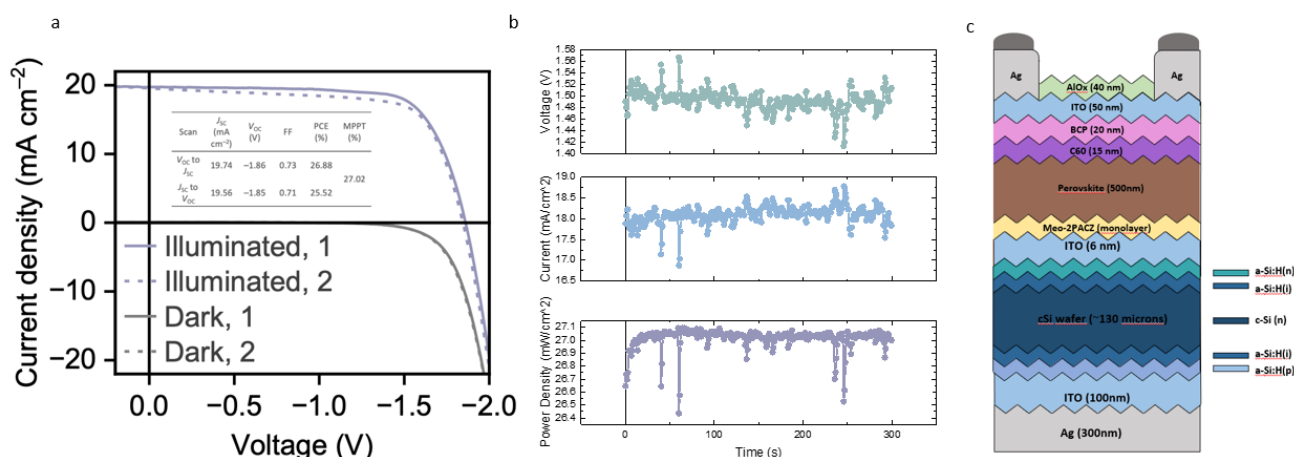 a
Current density (mA cm⁻²)
20
10
0
−10
−20
Scan JSC (mA cm⁻²) VOC (V) FF PCE (%) MPPT (%)
VOC to JSC 19.74 −1.86 0.73 26.88
27.02
JSC to VOC 19.56 −1.85 0.71 25.52
Illuminated, 1
Illuminated, 2
Dark, 1
Dark, 2
0.0 −0.5 −1.0 −1.5 −2.0
Voltage (V)
b
Voltage (V)
1.58
1.56
1.54
1.52
1.50
1.48
1.46
1.44
1.42
1.40
Current (mA/cm^2)
19.0
18.5
18.0
17.5
17.0
16.5
Power Density (mW/cm^2)
27.1
27.0
26.9
26.8
26.7
26.6
26.5
26.4
0 100 200 300
Time (s)
c
Ag Ag
AlOx (40 nm)
ITO (50 nm)
BCP (20 nm)
C60 (15 nm)
Perovskite (500nm)
Meo-2PACZ (monolayer)
ITO (6 nm)
a-Si:H(n)
a-Si:H(i)
cSi wafer (~130 microns) c-Si (n)
a-Si:H(i)
a-Si:H(p)
ITO (100nm)
Ag (300nm)